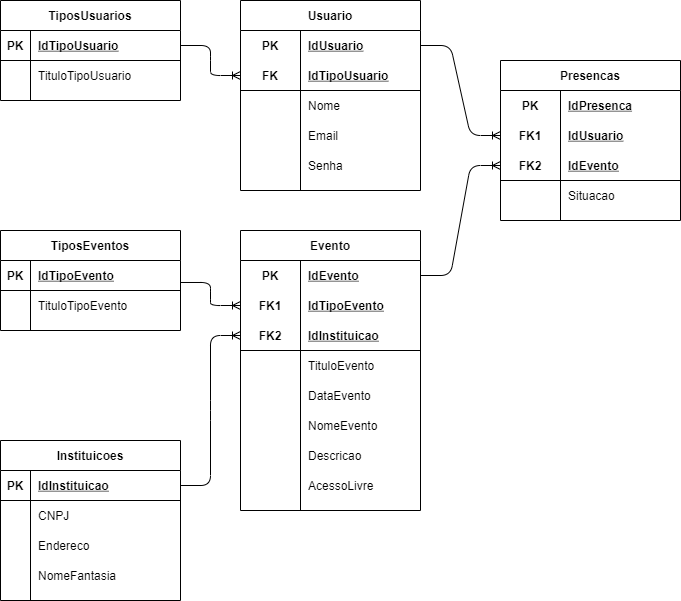 TiposUsuarios
PK IdTipoUsuario
TituloTipoUsuario
Usuario
PK IdUsuario
FK IdTipoUsuario
Nome
Email
Senha
Presencas
PK IdPresenca
FK1 IdUsuario
FK2 IdEvento
Situacao
TiposEventos
PK IdTipoEvento
TituloTipoEvento
Evento
PK IdEvento
FK1 IdTipoEvento
FK2 IdInstituicao
TituloEvento
DataEvento
NomeEvento
Descricao
AcessoLivre
Instituicoes
PK IdInstituicao
CNPJ
Endereco
NomeFantasia